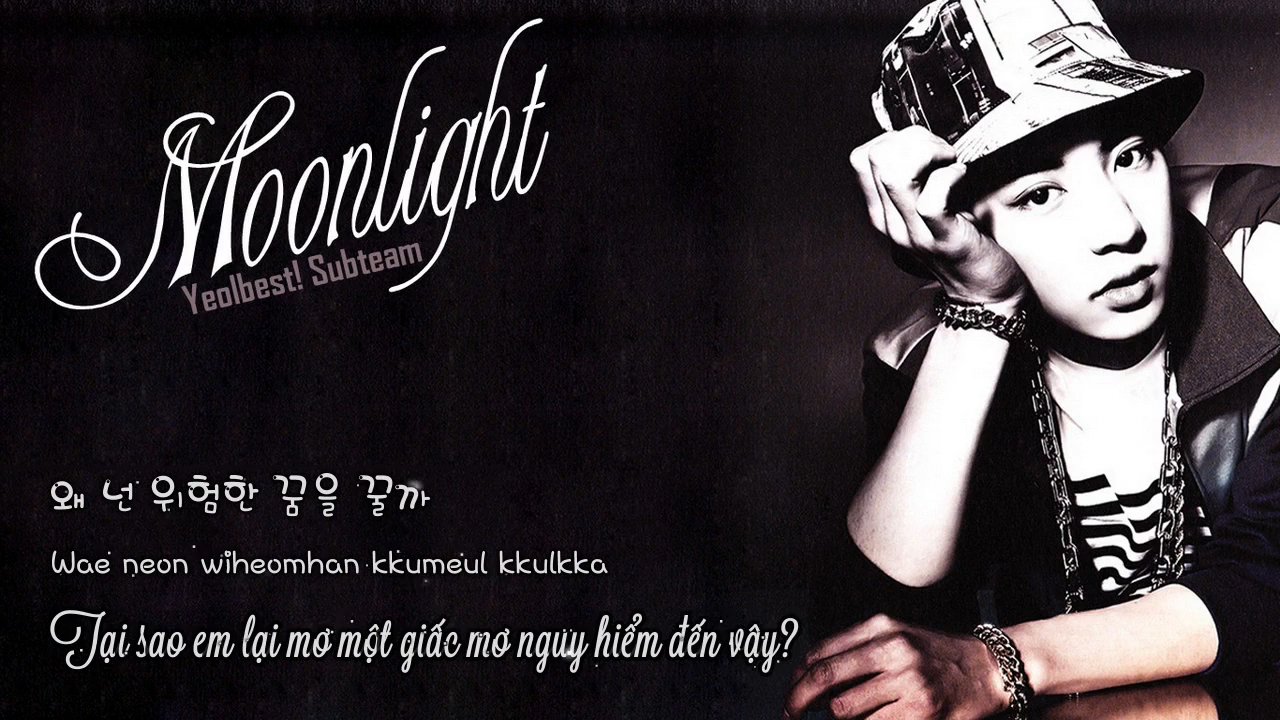 Moonlight
Yeolbest! Subteam
왜 넌 위험한 꿈을 꿀까
Wae neon wiheomhan kkumeul kkulkka
Tại sao em lại mơ một giấc mơ nguy hiểm đến vậy?